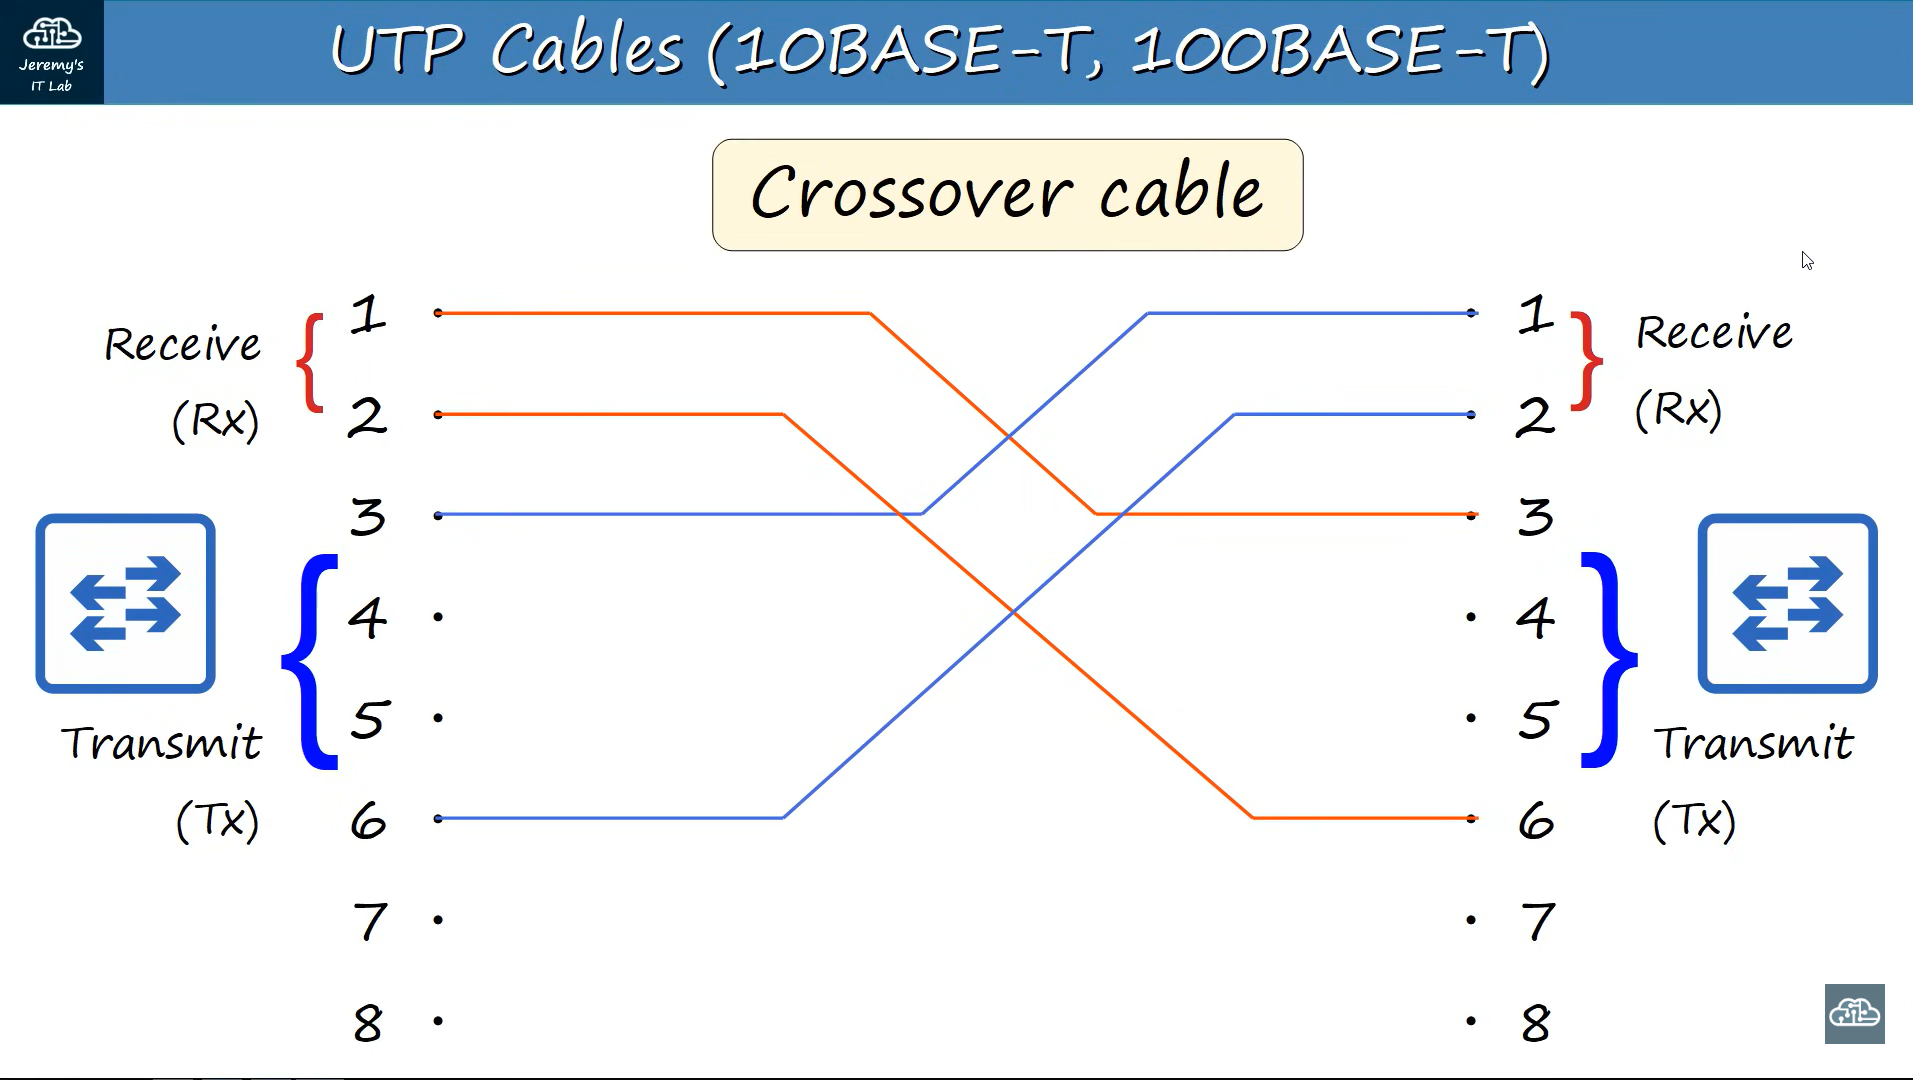 Jeremy's
IT Lab
UTP Cables (10BASE-T, 100BASE-T)
Crossover cable
Receive
(Rx)
Transmit
(Tx)
1
2
3
4
5
6
7
8
1
2
3
4
5
6
7
8
Receive
(Rx)
Transmit
(Tx)